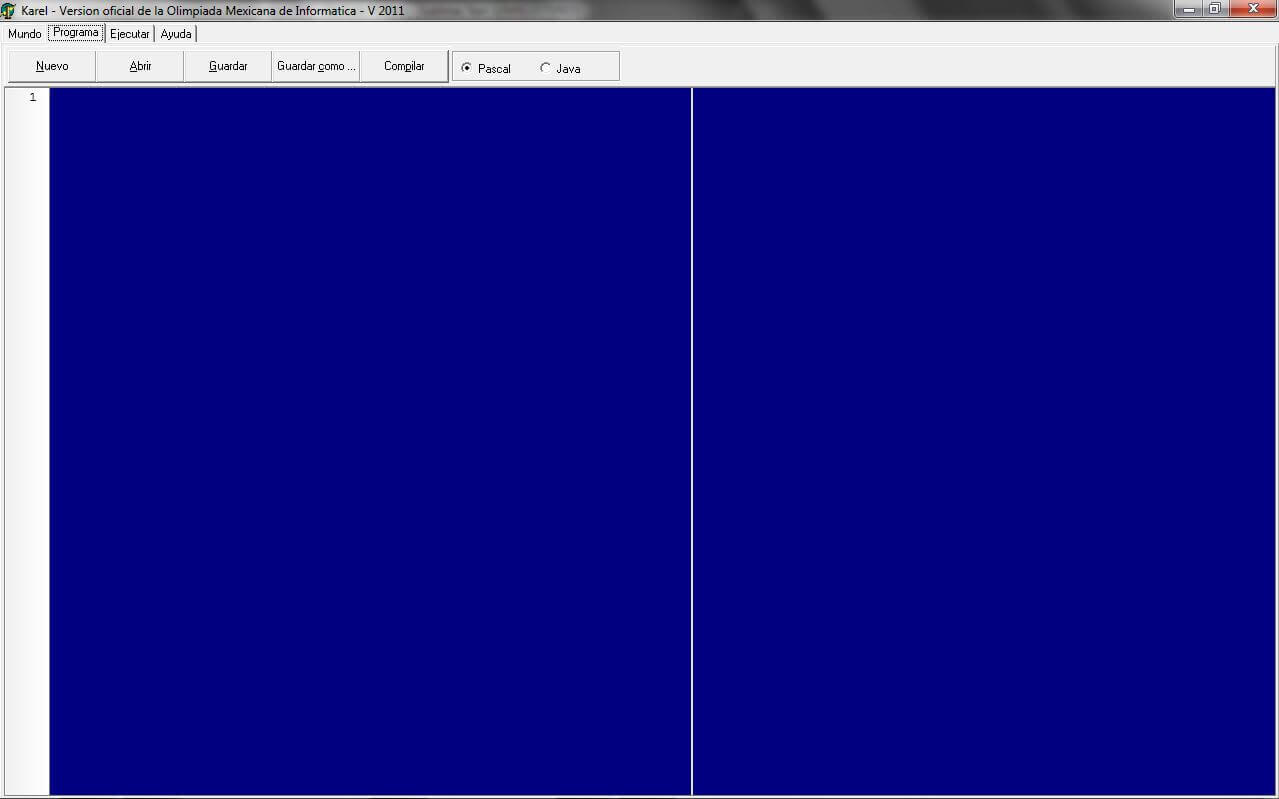 Karel - Version oficial de la Olimpiada Mexicana de Informatica - V 2011
Mundo Programa Ejecutar Ayuda
Nuevo Abrir Guardar Guardar como ... Compilar Pascal Java
1